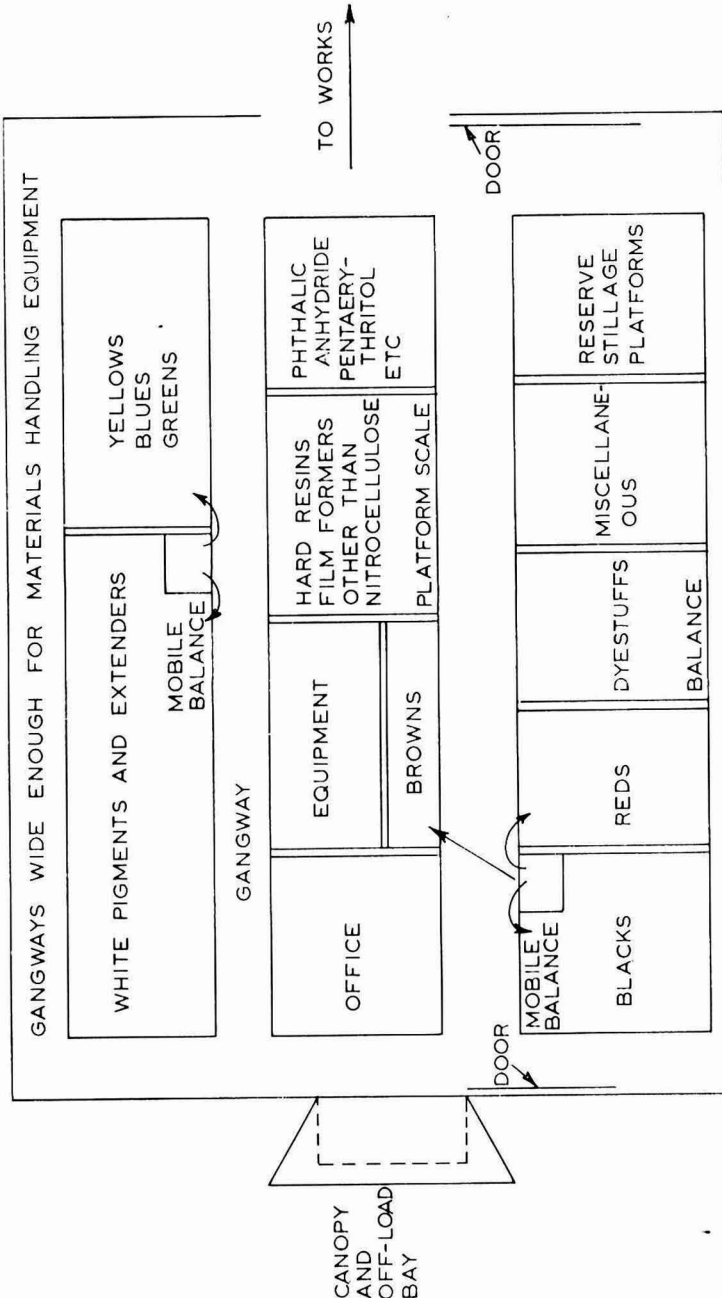 GANGWAYS WIDE ENOUGH FOR MATERIALS HANDLING EQUIPMENT
WHITE PIGMENTS AND EXTENDERS
MOBILE
BALANCE
YELLOWS
BLUES
GREENS
GANGWAY
OFFICE
EQUIPMENT
BROWNS
HARD RESINS
FILM FORMERS
OTHER THAN
NITROCELLULOSE
PLATFORM SCALE
PHTHALIC
ANHYDRIDE
PENTAERY-
THRITOL
ETC
TO WORKS
CANOPY
AND
OFF-LOAD
BAY
DOOR
DOOR
MOBILE
BALANCE
BLACKS
REDS
DYESTUFFS
BALANCE
MISCELLANE-
OUS
RESERVE
STILLAGE
PLATFORMS